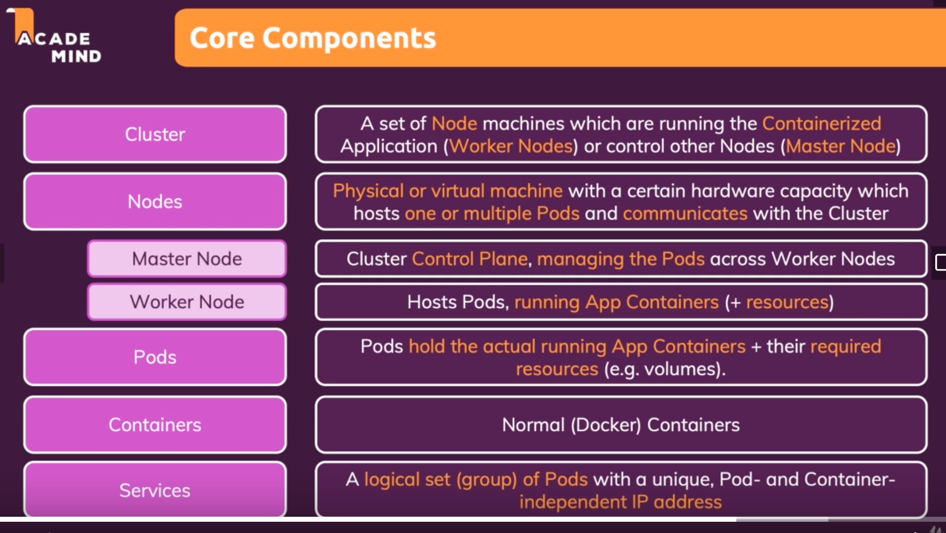 ACADE
MIND
Core Components
Cluster
A set of Node machines which are running the Containerized
Application (Worker Nodes) or control other Nodes (Master Node)
Nodes
Physical or virtual machine with a certain hardware capacity which
hosts one or multiple Pods and communicates with the Cluster
Master Node
Cluster Control Plane, managing the Pods across Worker Nodes
Worker Node
Hosts Pods, running App Containers (+ resources)
Pods
Pods hold the actual running App Containers + their required
resources (e.g. volumes).
Containers
Normal (Docker) Containers
Services
A logical set (group) of Pods with a unique, Pod- and Container-
independent IP address